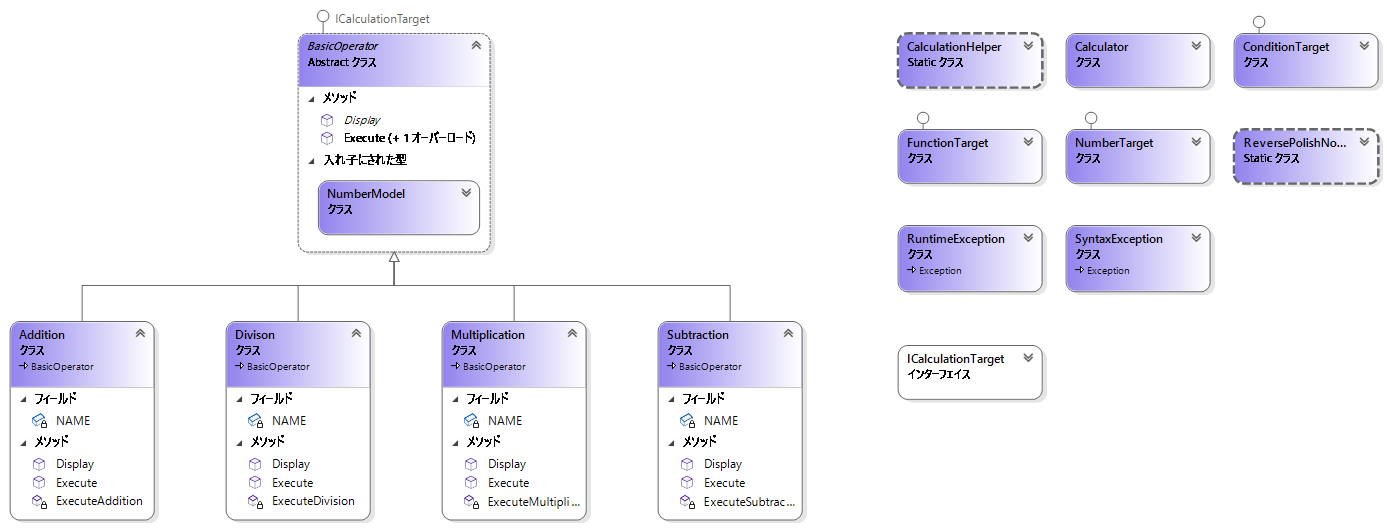 ICalculationTarget
BasicOperator
Abstract クラス
メソッド
Display
Execute (+ 1 オーバーロード)
入れ子にされた型
NumberModel
クラス
Addition
クラス
BasicOperator
フィールド
NAME
メソッド
Display
Execute
ExecuteAddition
Divison
クラス
BasicOperator
フィールド
NAME
メソッド
Display
Execute
ExecuteDivision
Multiplication
クラス
BasicOperator
フィールド
NAME
メソッド
Display
Execute
ExecuteMultipli...
Subtraction
クラス
BasicOperator
フィールド
NAME
メソッド
Display
Execute
ExecuteSubtrac...
CalculationHelper
Static クラス
Calculator
クラス
ConditionTarget
クラス
FunctionTarget
クラス
NumberTarget
クラス
ReversePolishNo...
Static クラス
RuntimeException
クラス
Exception
SyntaxException
クラス
Exception
ICalculationTarget
インターフェイス